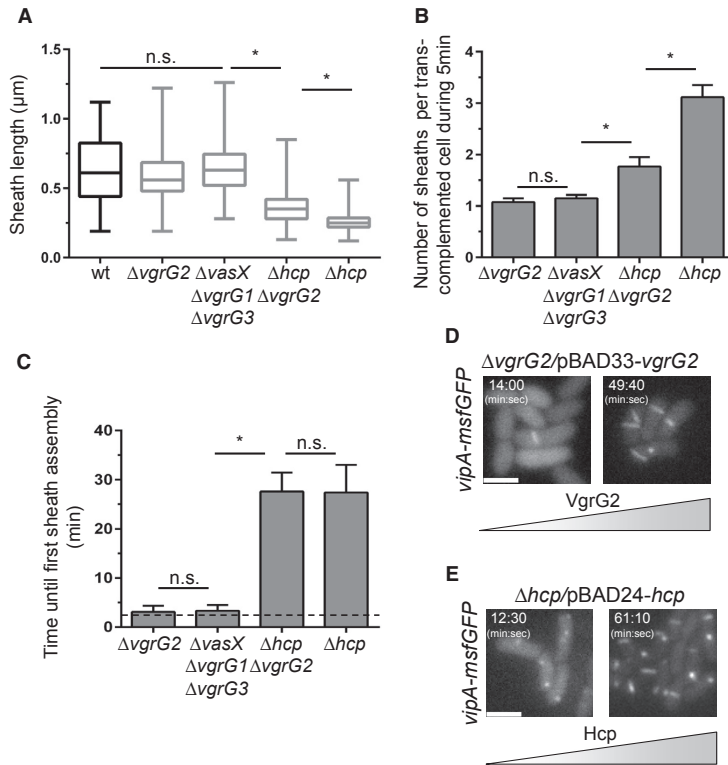 A
Sheath length (µm)
1.5
1.0
0.5
0.0
n.s.
*
*
wt
ΔvgrG2
ΔvasX
ΔvgrG1
ΔvgrG3
Δhcp
ΔvgrG2
Δhcp
B
Number of sheaths per trans-
complemented cell during 5min
4
3
2
1
0
n.s.
*
*
ΔvgrG2
ΔvasX
ΔvgrG1
ΔvgrG3
Δhcp
ΔvgrG2
Δhcp
C
Time until first sheath assembly
(min)
40
30
20
10
0
n.s.
*
n.s.
ΔvgrG2
ΔvasX
ΔvgrG1
ΔvgrG3
Δhcp
ΔvgrG2
Δhcp
D
ΔvgrG2/pBAD33-vgrG2
vipA-msfGFP
14:00
(min:sec)
49:40
(min:sec)
VgrG2
E
Δhcp/pBAD24-hcp
vipA-msfGFP
12:30
(min:sec)
61:10
(min:sec)
Hcp